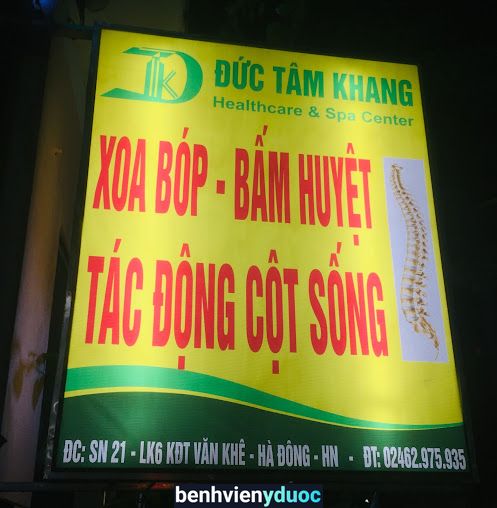 ĐỨC TÂM KHANG
Healthcare & Spa Center
XOA BÓP - BẤM HUYỆT
TÁC ĐỘNG CỘT SỐNG
ĐC: SN 21 - LK6 KĐT VĂN KHÊ - HÀ ĐÔNG - HN - ĐT: 02462.975.935
benhvienyduoc